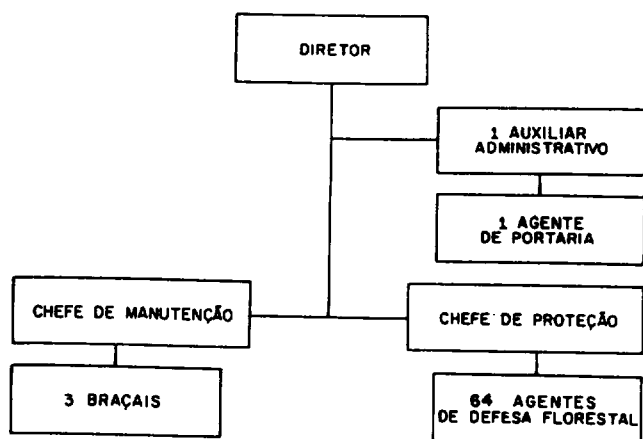 DIRETOR
1 AUXILIAR
ADMINISTRATIVO
1 AGENTE
DE PORTARIA
CHEFE DE MANUTENÇÃO
CHEFE DE PROTEÇÃO
3 BRAÇAIS
64 AGENTES
DE DEFESA FLORESTAL